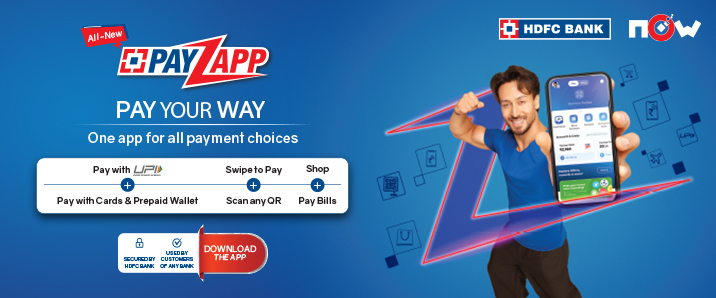 All-New
PAYZAPP
PAY YOUR WAY
One app for all payment choices
Pay with UPI
Swipe to Pay
Shop
Pay with Cards & Prepaid Wallet
Scan any QR
Pay Bills
SECURED BY
HDFC BANK
USED BY
CUSTOMERS
OF ANY BANK
DOWNLOAD
THE APP
HDFC BANK
now